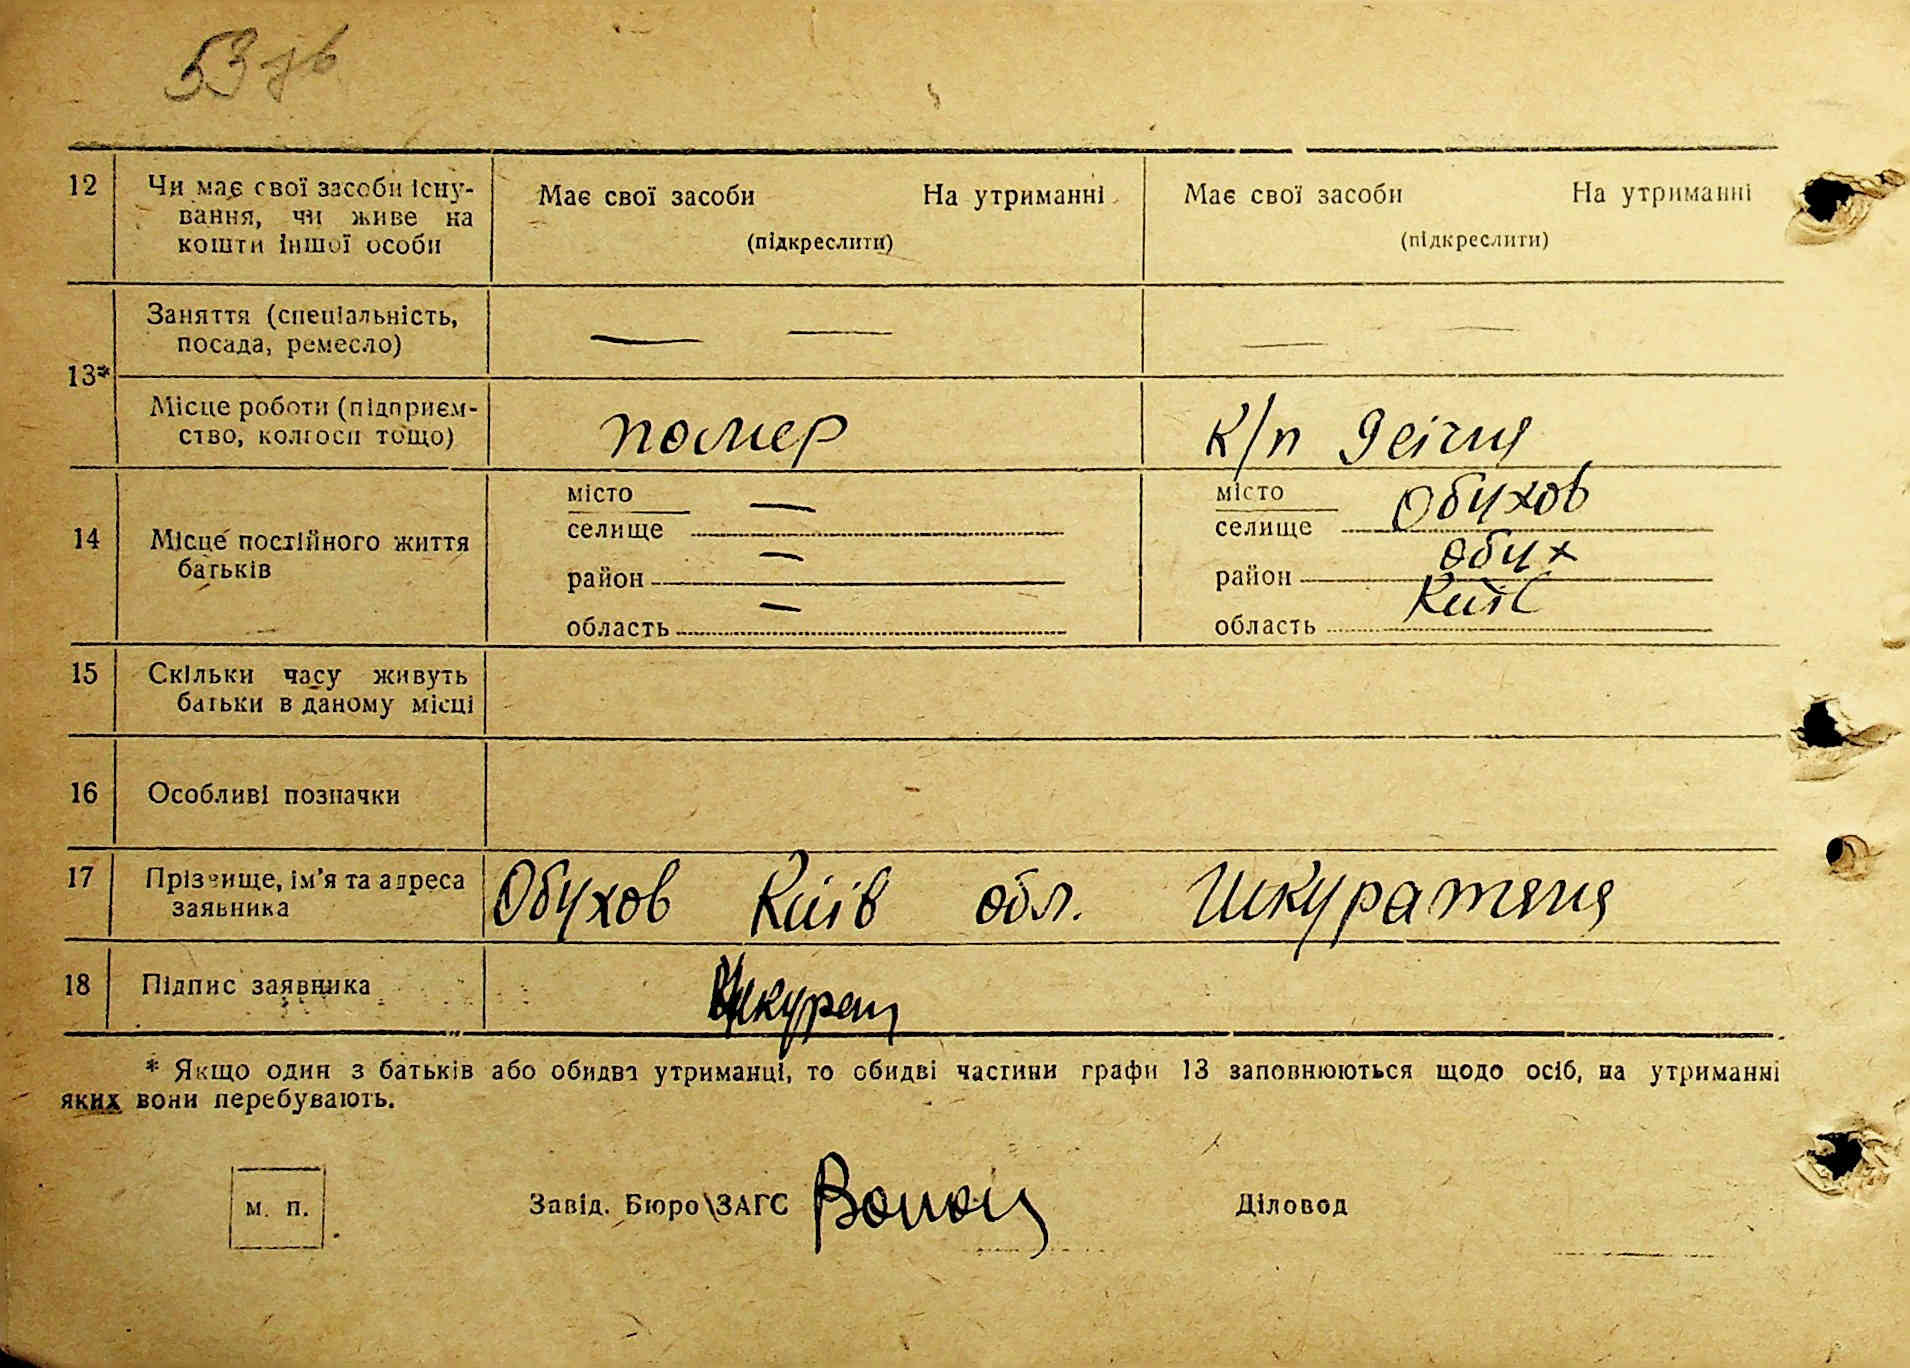 53 зв
12 Чи має свої засоби існу- Має свої засоби На утриманні Має свої засоби На утриманні
вання, чи живе на
кошти іншої особи (підкреслити) (підкреслити)
13* Заняття (спеціальність, — — — —
посада, ремесло)
Місце роботи (підприєм- помер к/п
ство, колгосп тощо)
14 Місце постійного життя батьків
місто — місто Обухов
селище селище
район — район Обух
область — область Київ
15 Скільки часу живуть
батьки в даному місці
16 Особливі позначки
17 Прізвище, ім'я та адреса Обухов Київ обл.
заявника
18 Підпис заявника
* Якщо один з батьків або обидва утриманці, то обидві частини графи 13 заповнюються щодо осіб, на утриманні
яких вони перебувають.
м. п. Завід. Бюро ЗАГС Діловод